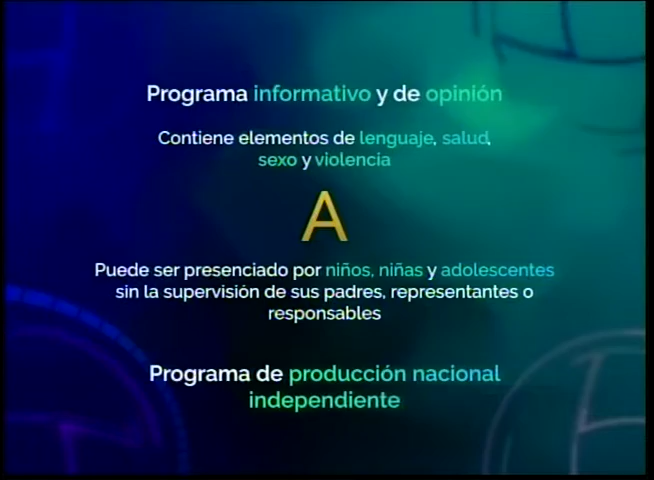 Programa informativo y de opinión
Contiene elementos de lenguaje, salud,
sexo y violencia
A
Puede ser presenciado por niños, niñas y adolescentes
sin la supervisión de sus padres, representantes o
responsables
Programa de producción nacional
independiente